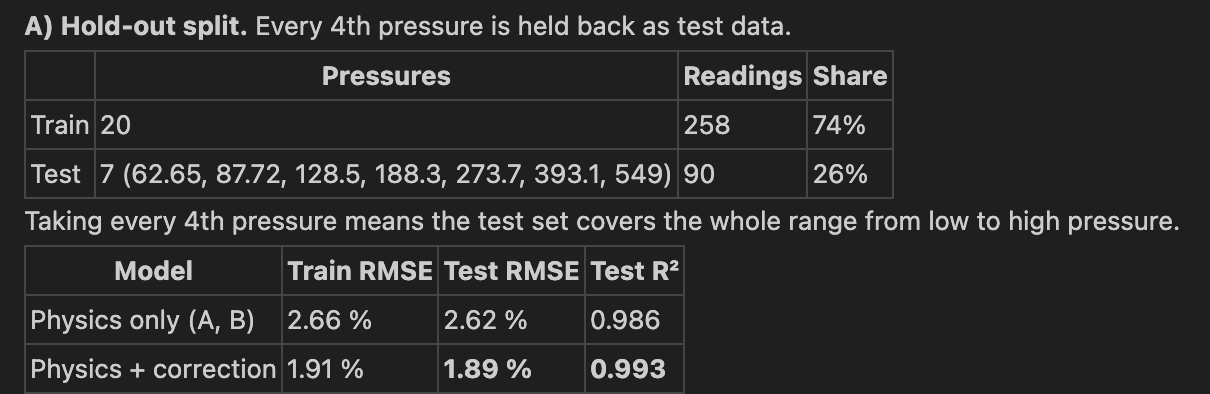 A) Hold-out split. Every 4th pressure is held back as test data.
Pressures Readings Share
Train 20 258 74%
Test 7 (62.65, 87.72, 128.5, 188.3, 273.7, 393.1, 549) 90 26%
Taking every 4th pressure means the test set covers the whole range from low to high pressure.
Model Train RMSE Test RMSE Test R²
Physics only (A, B) 2.66 % 2.62 % 0.986
Physics + correction 1.91 % 1.89 % 0.993